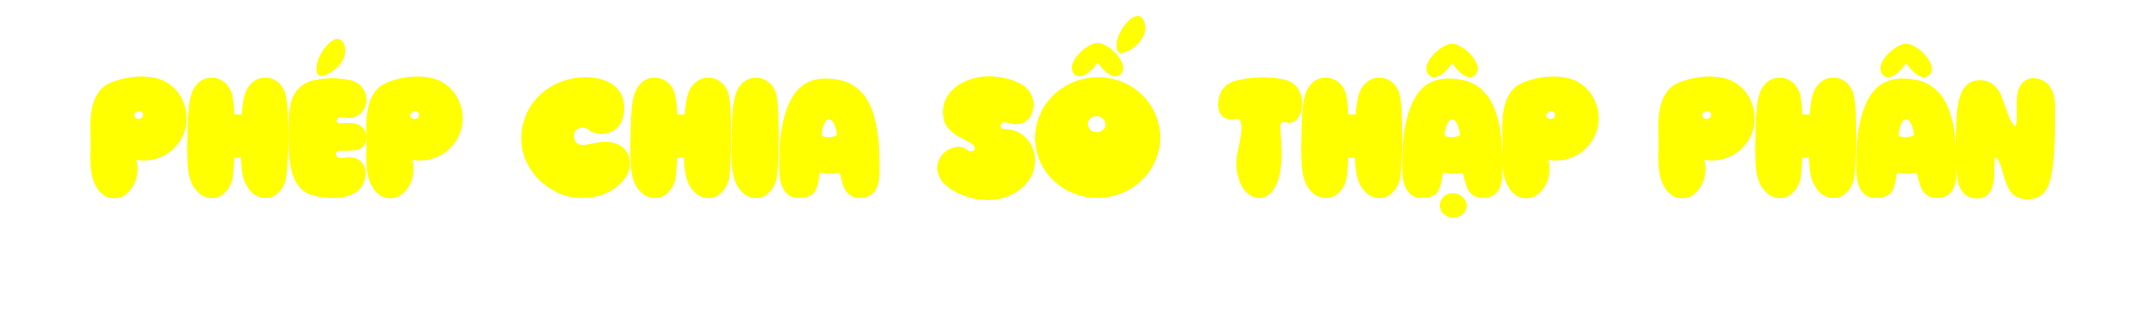 PHÉP CHIA SỐ THẬP PHÂN